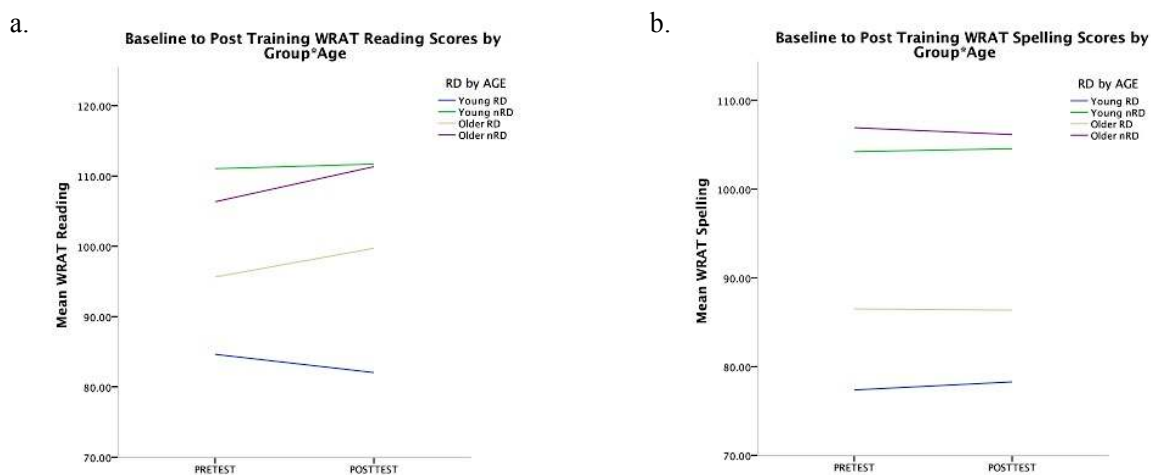 a.
Baseline to Post Training WRAT Reading Scores by
Group*Age
RD by AGE
Young RD
Young nRD
Older RD
Older nRD
120.00
110.00
100.00
90.00
80.00
70.00
Mean WRAT Reading
PRETEST
POSTTEST
b.
Baseline to Post Training WRAT Spelling Scores by
Group*Age
RD by AGE
Young RD
Young nRD
Older RD
Older nRD
110.00
100.00
90.00
80.00
70.00
Mean WRAT Spelling
PRETEST
POSTTEST